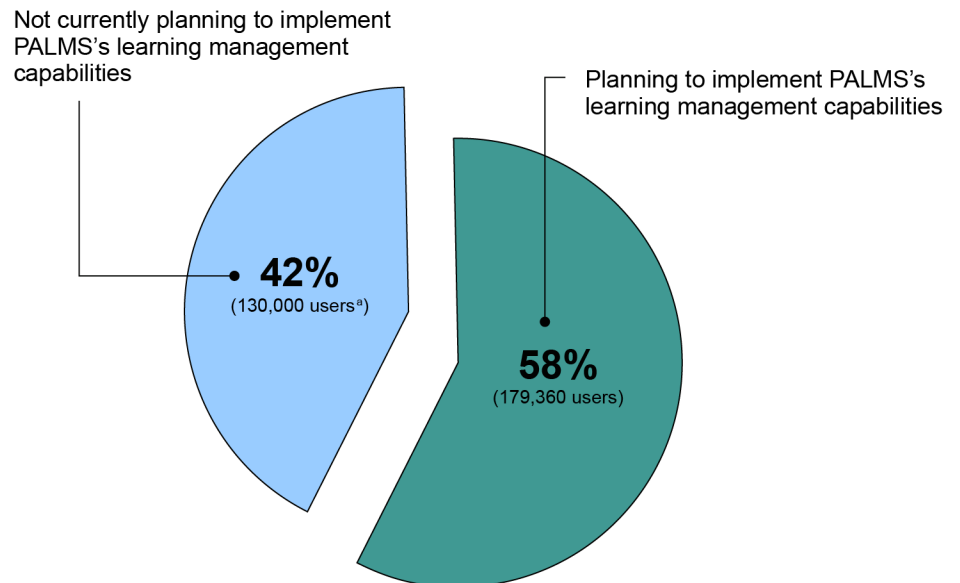 Not currently planning to implement
PALMS’s learning management
capabilities
Planning to implement PALMS’s
learning management capabilities
42%
(130,000 usersᵃ)
58%
(179,360 users)